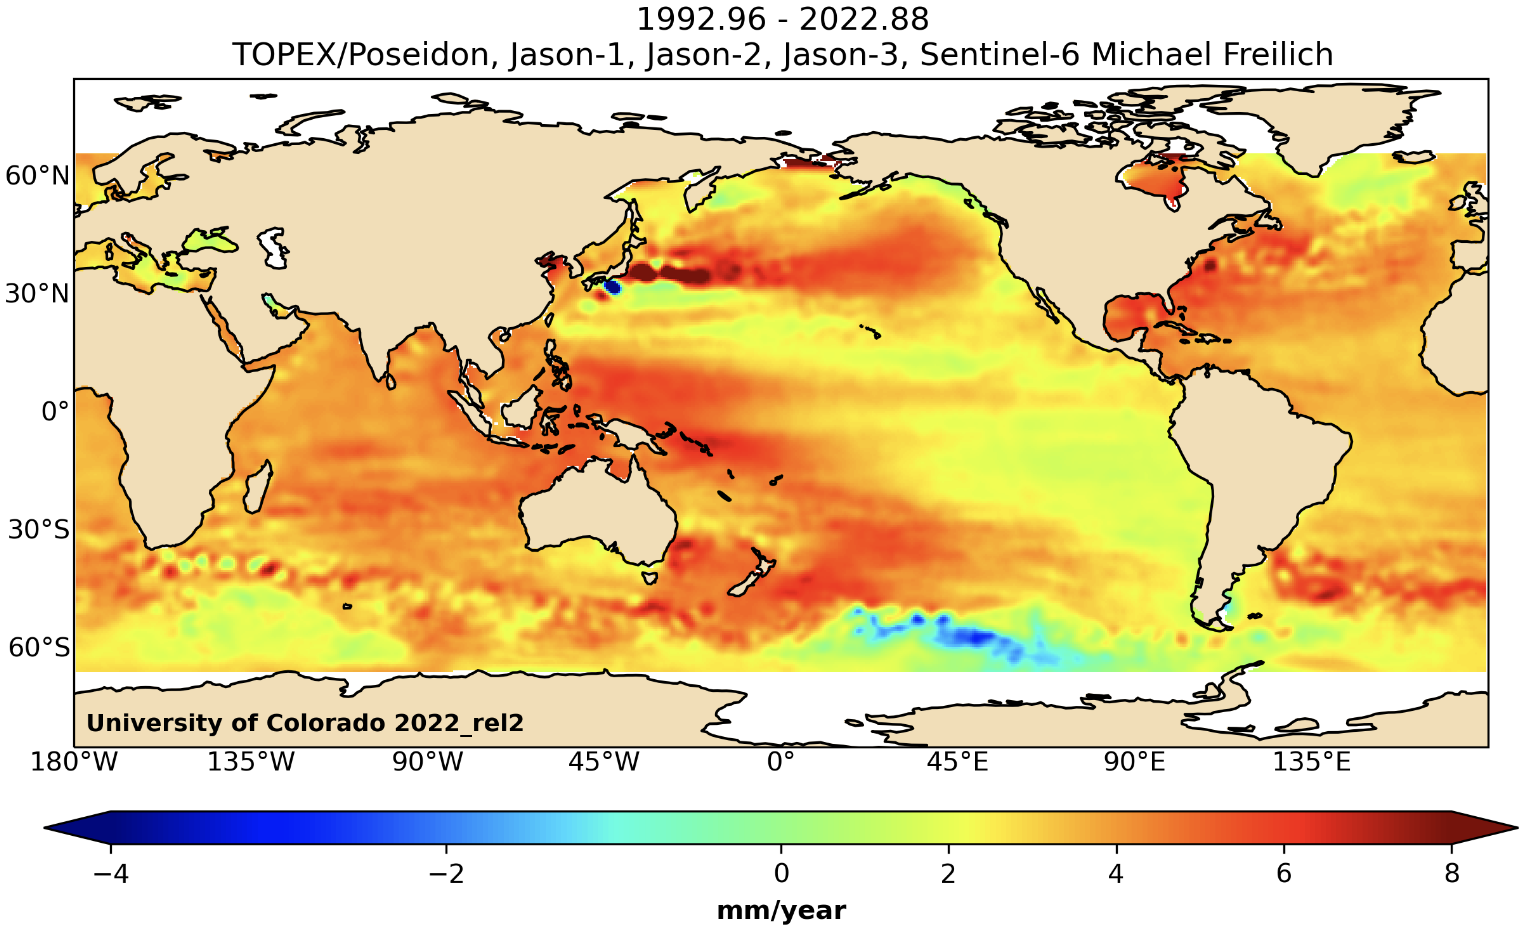 1992.96 - 2022.88
TOPEX/Poseidon, Jason-1, Jason-2, Jason-3, Sentinel-6 Michael Freilich
60°N
30°N
0°
30°S
60°S
University of Colorado 2022_rel2
180°W 135°W 90°W 45°W 0° 45°E 90°E 135°E
−4 −2 0 2 4 6 8
mm/year